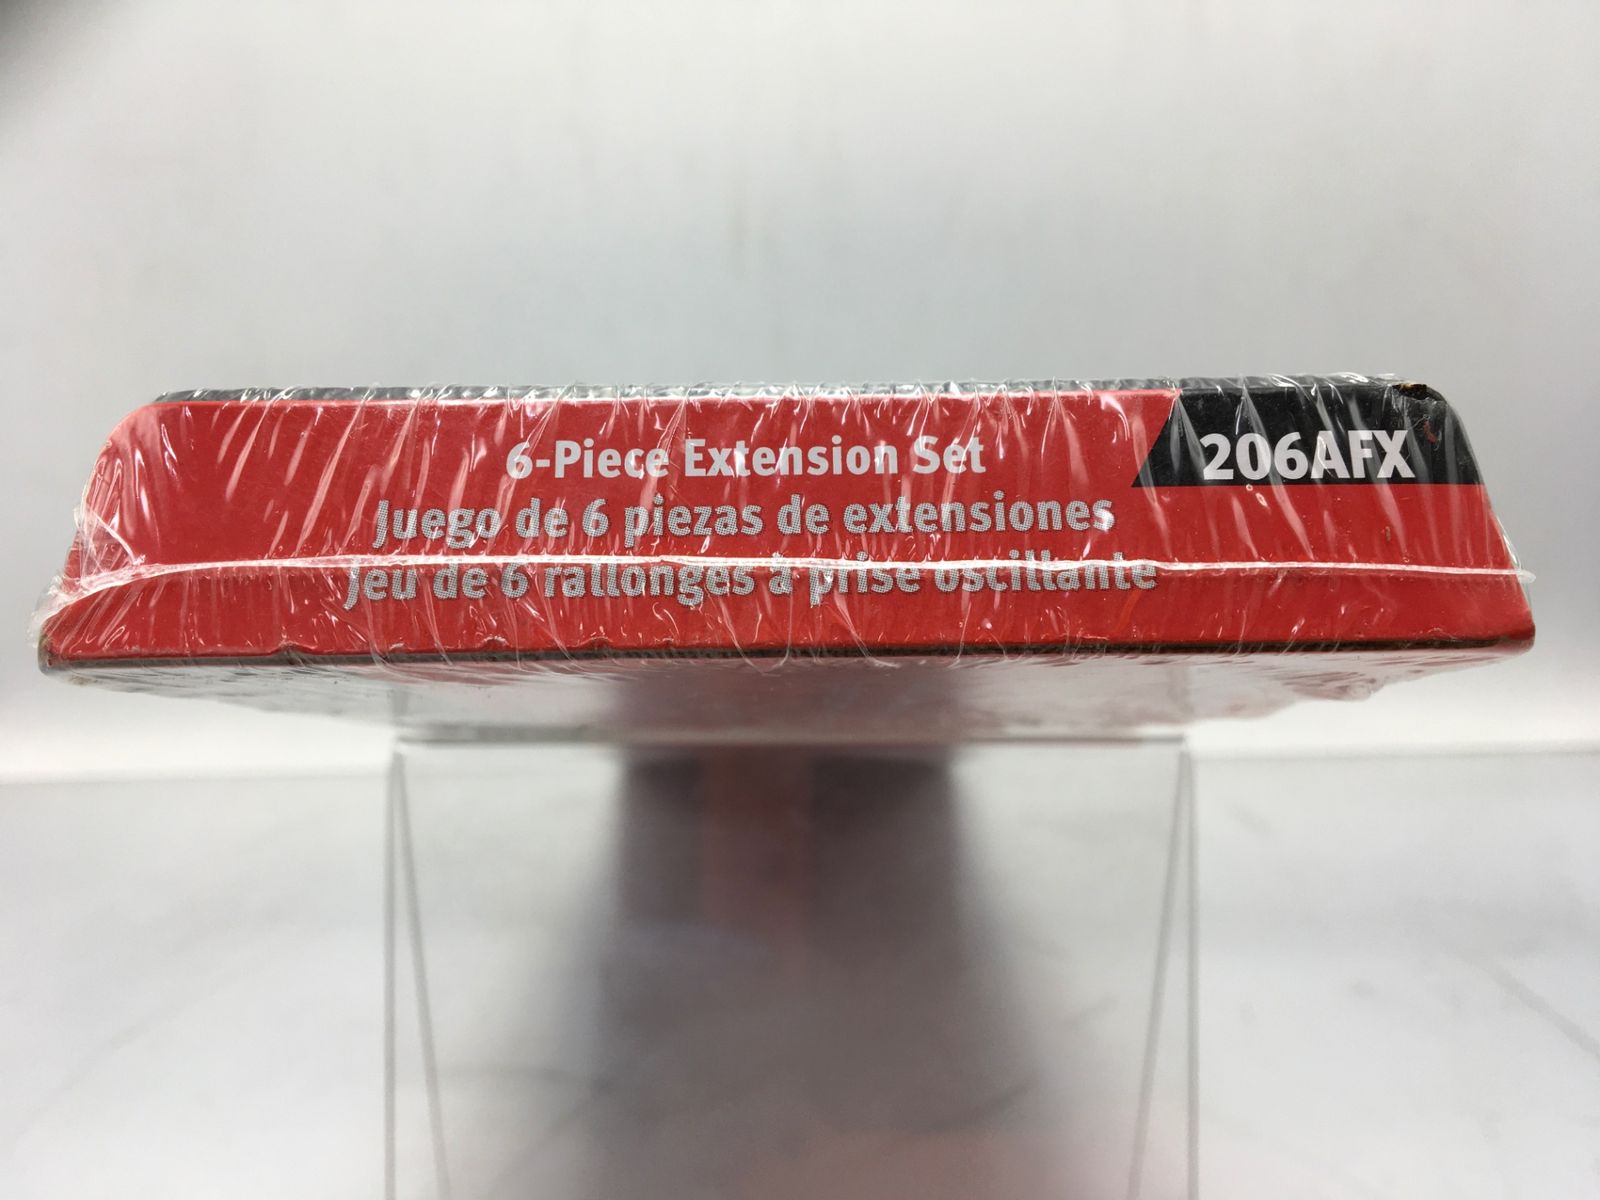 6-Piece Extension Set
206AFX
Juego de 6 piezas de extensiones
Jeu de 6 rallonges à prise oscillante